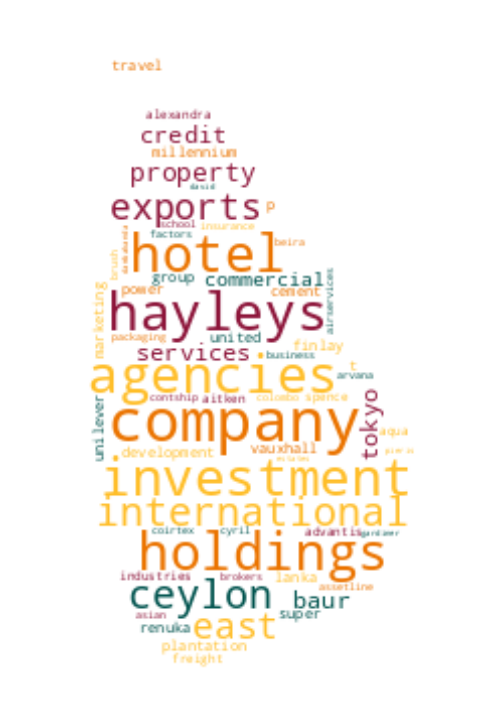 travel
alexandra
credit
millennium
property
david
exports p
school insurance
factors
hotel
beira
brush
group commercial
airservices
power cement
marketing
hayleys
packaging united
finlay
services business
agencies t
arvana
contship aitken colombo spence
unilever
company
tokyo
aqua
development vauxhall
estates
investment
international
coirtex cyril advantis gardiner
holdings
industries brokers lanka
assetline
ceylon baur
asian super
renuka east
plantation
freight